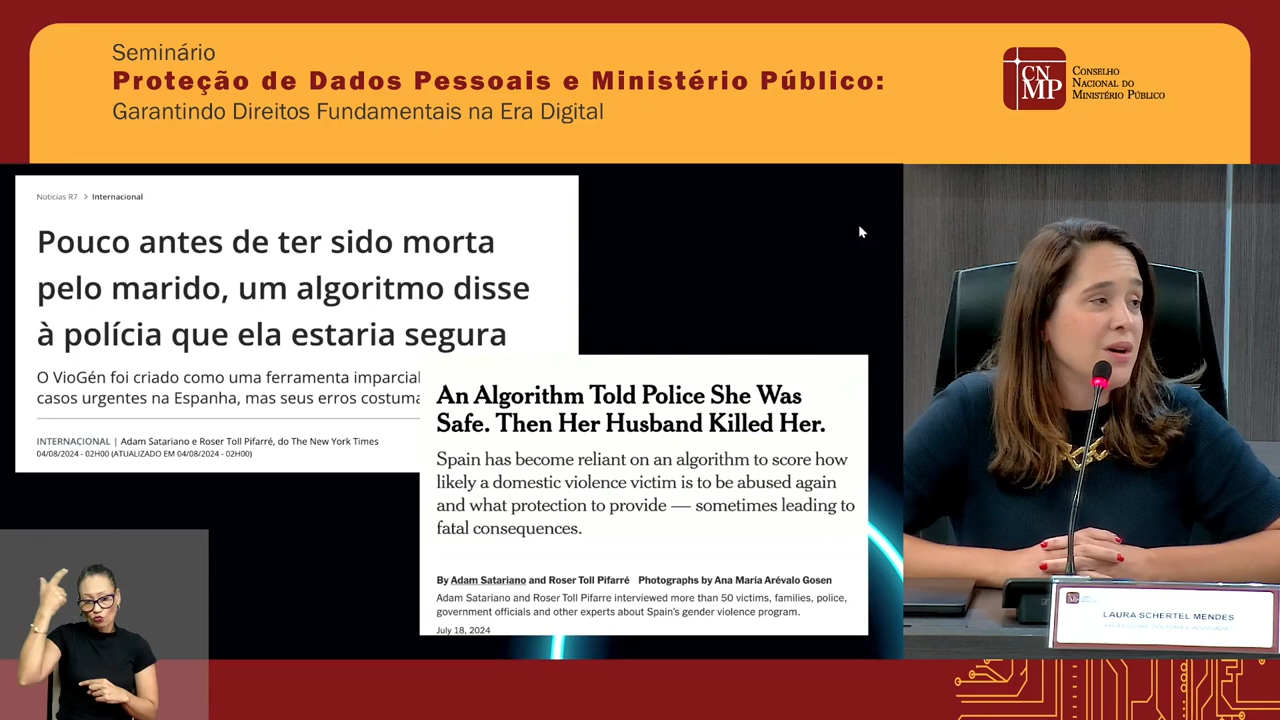 Seminário
Proteção de Dados Pessoais e Ministério Público:
Garantindo Direitos Fundamentais na Era Digital
CN
MP
Conselho
Nacional do
Ministério Público
Noticias R7 > Internacional
Pouco antes de ter sido morta
pelo marido, um algoritmo disse
à polícia que ela estaria segura
O VioGén foi criado como uma ferramenta imparcial
casos urgentes na Espanha, mas seus erros costuma
INTERNACIONAL | Adam Satariano e Roser Toll Pifarré, do The New York Times
04/08/2024 - 02H00 (ATUALIZADO EM 04/08/2024 - 02H00)
An Algorithm Told Police She Was
Safe. Then Her Husband Killed Her.
Spain has become reliant on an algorithm to score how
likely a domestic violence victim is to be abused again
and what protection to provide — sometimes leading to
fatal consequences.
By Adam Satariano and Roser Toll Pifarré Photographs by Ana María Arévalo Gosen
Adam Satariano and Roser Toll Pifarre interviewed more than 50 victims, families, police,
government officials and other experts about Spain's gender violence program.
July 18, 2024
LAURA SCHERTEL MENDES